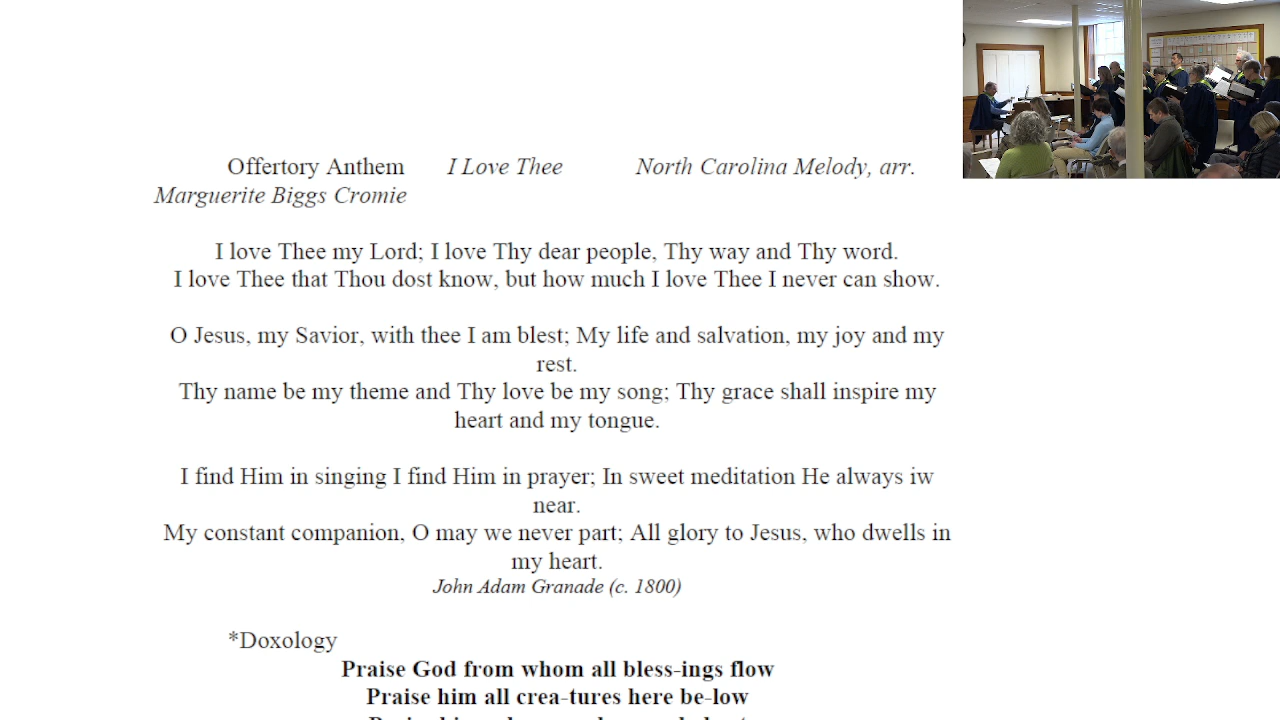 Offertory Anthem I Love Thee North Carolina Melody, arr.
Marguerite Biggs Cromie
I love Thee my Lord; I love Thy dear people, Thy way and Thy word.
I love Thee that Thou dost know, but how much I love Thee I never can show.
O Jesus, my Savior, with thee I am blest; My life and salvation, my joy and my
rest.
Thy name be my theme and Thy love be my song; Thy grace shall inspire my
heart and my tongue.
I find Him in singing I find Him in prayer; In sweet meditation He always iw
near.
My constant companion, O may we never part; All glory to Jesus, who dwells in
my heart.
John Adam Granade (c. 1800)
*Doxology
Praise God from whom all bless-ings flow
Praise him all crea-tures here be-low